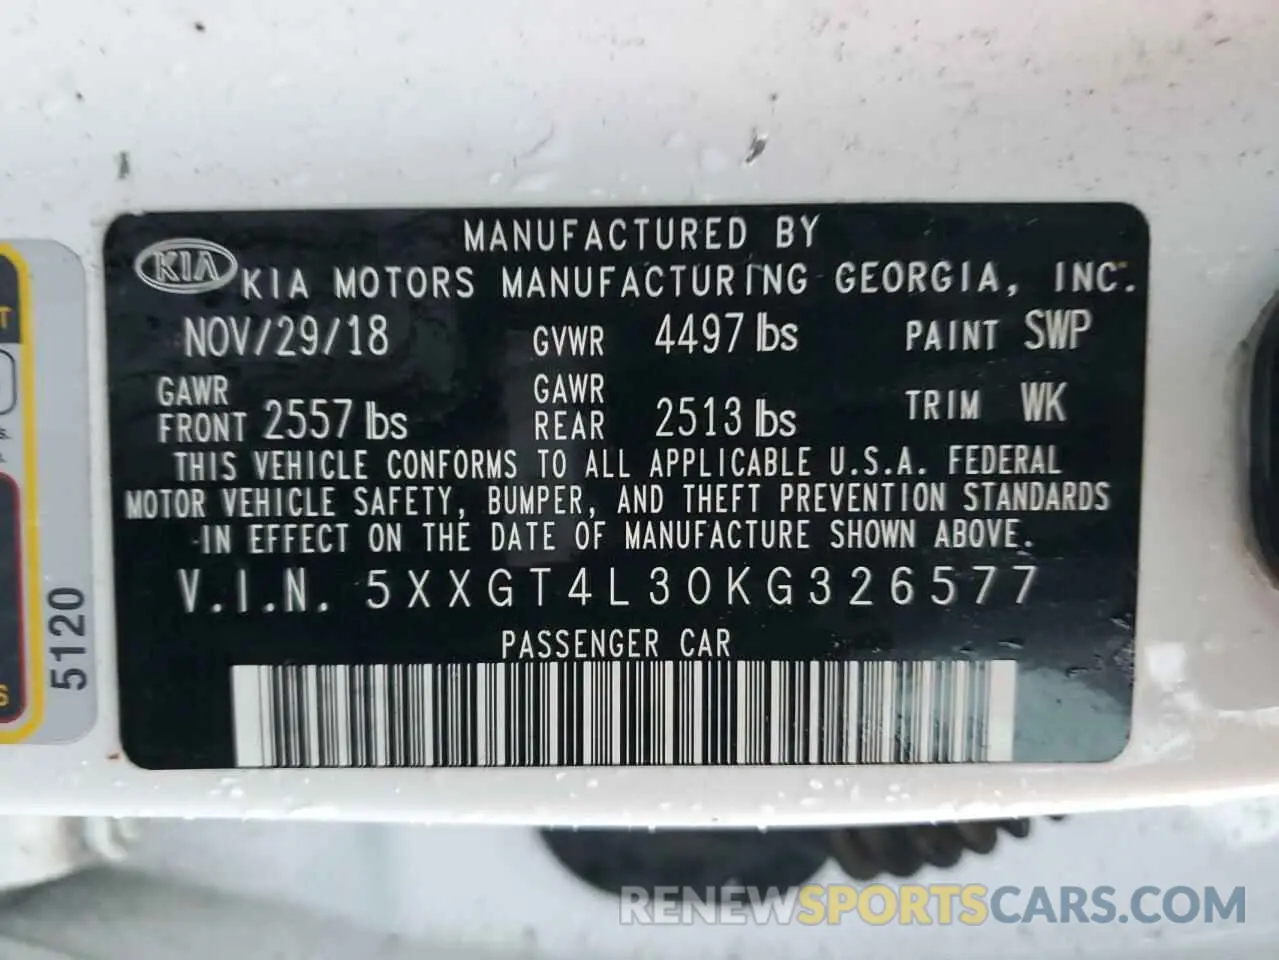 MANUFACTURED BY
KIA KIA MOTORS MANUFACTURING GEORGIA, INC.
NOV/29/18 GVWR 4497 lbs PAINT SWP
GAWR FRONT 2557 lbs GAWR REAR 2513 lbs TRIM WK
THIS VEHICLE CONFORMS TO ALL APPLICABLE U.S.A. FEDERAL
MOTOR VEHICLE SAFETY, BUMPER, AND THEFT PREVENTION STANDARDS
IN EFFECT ON THE DATE OF MANUFACTURE SHOWN ABOVE.
V.I.N. 5XXGT4L30KG326577
PASSENGER CAR
5120
RENEWSPORTSCARS.COM